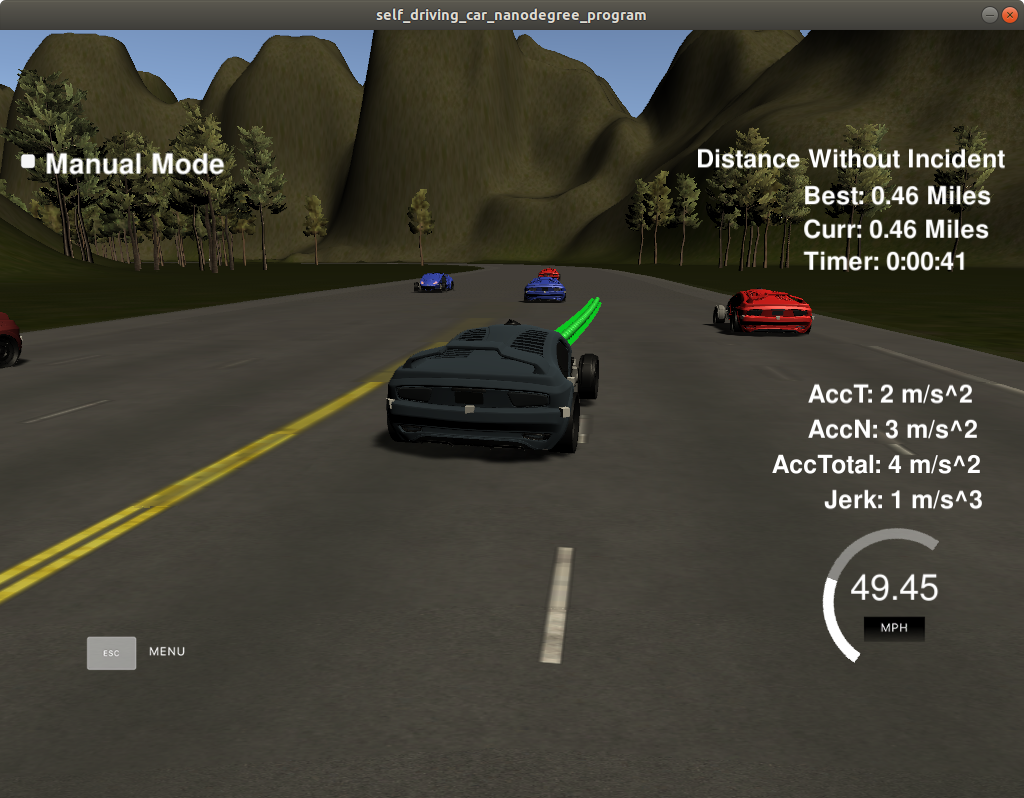 self_driving_car_nanodegree_program
Manual Mode
Distance Without Incident
Best: 0.46 Miles
Curr: 0.46 Miles
Timer: 0:00:41
AccT: 2 m/s^2
AccN: 3 m/s^2
AccTotal: 4 m/s^2
Jerk: 1 m/s^3
49.45
MPH
ESC MENU